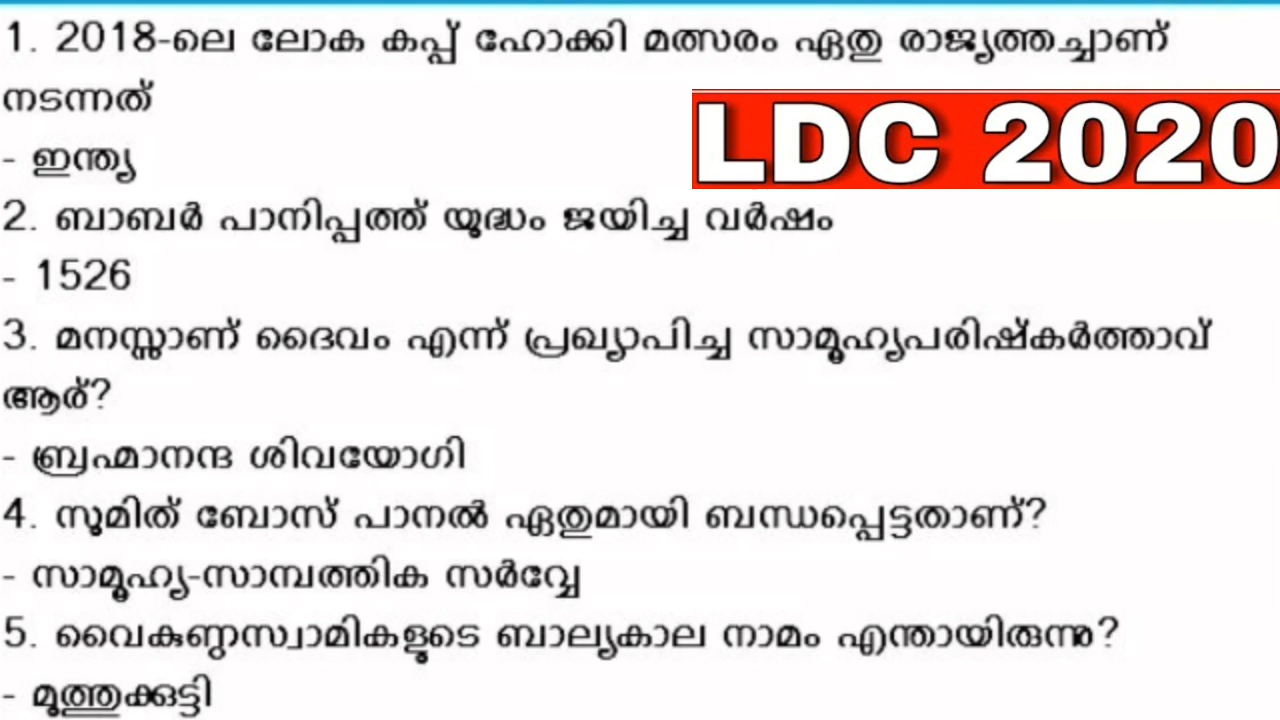 1. 2018-ലെ ലോക കപ്പ് ഹോക്കി മത്സരം ഏതു രാജ്യത്തച്ചാണ്
നടന്നത്
LDC 2020
- ഇന്ത്യ
2. ബാബർ പാനിപ്പത്ത് യുദ്ധം ജയിച്ച വർഷം
- 1526
3. മനസ്സാണ് ദൈവം എന്ന് പ്രഖ്യാപിച്ച സാമൂഹ്യപരിഷ്കർത്താവ്
ആര്?
- ബ്രഹ്മാനന്ദ ശിവയോഗി
4. സുമിത് ബോസ് പാനൽ ഏതുമായി ബന്ധപ്പെട്ടതാണ്?
- സാമൂഹ്യ-സാമ്പത്തിക സർവ്വേ
5. വൈകുണ്ഠസ്വാമികളുടെ ബാല്യകാല നാമം എന്തായിരുന്നു?
- മുത്തുക്കുട്ടി